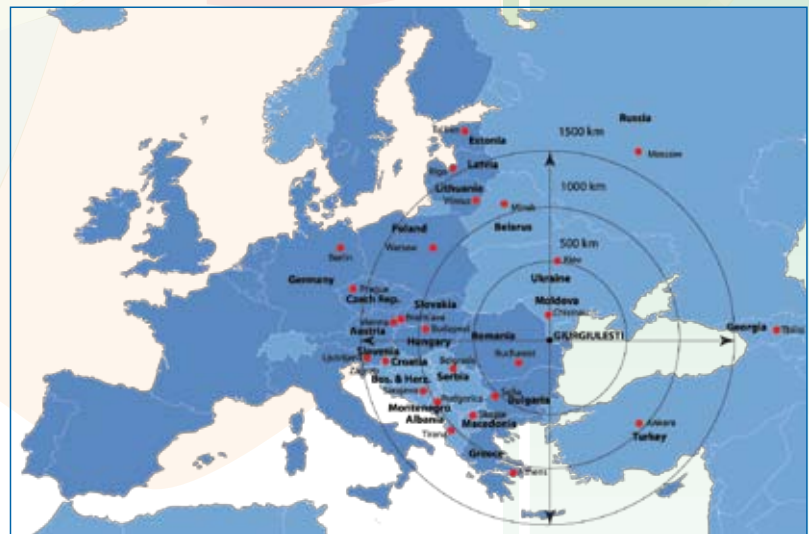 Russia
1500 km
Tallinn
Estonia
Moscow
Riga
Latvia
1000 km
Lithuania
Vilnius
Minsk
Poland
Belarus
Warsaw
500 km
Berlin
Kiev
Germany
Ukraine
Prague
Czech Rep.
Slovakia
Moldova
Bratislava
Chisinau
Vienna
Austria
Budapest
Georgia
Tbilisi
Hungary
Romania
GIURGIULESTI
Slovenia
Ljubljana
Croatia
Bucharest
Zagreb
Belgrade
Bos. & Herz.
Serbia
Sarajevo
Sofia
Podgorica
Bulgaria
Montenegro
Skopje
Albania
Macedonia
Ankara
Tirana
Turkey
Greece
Athens